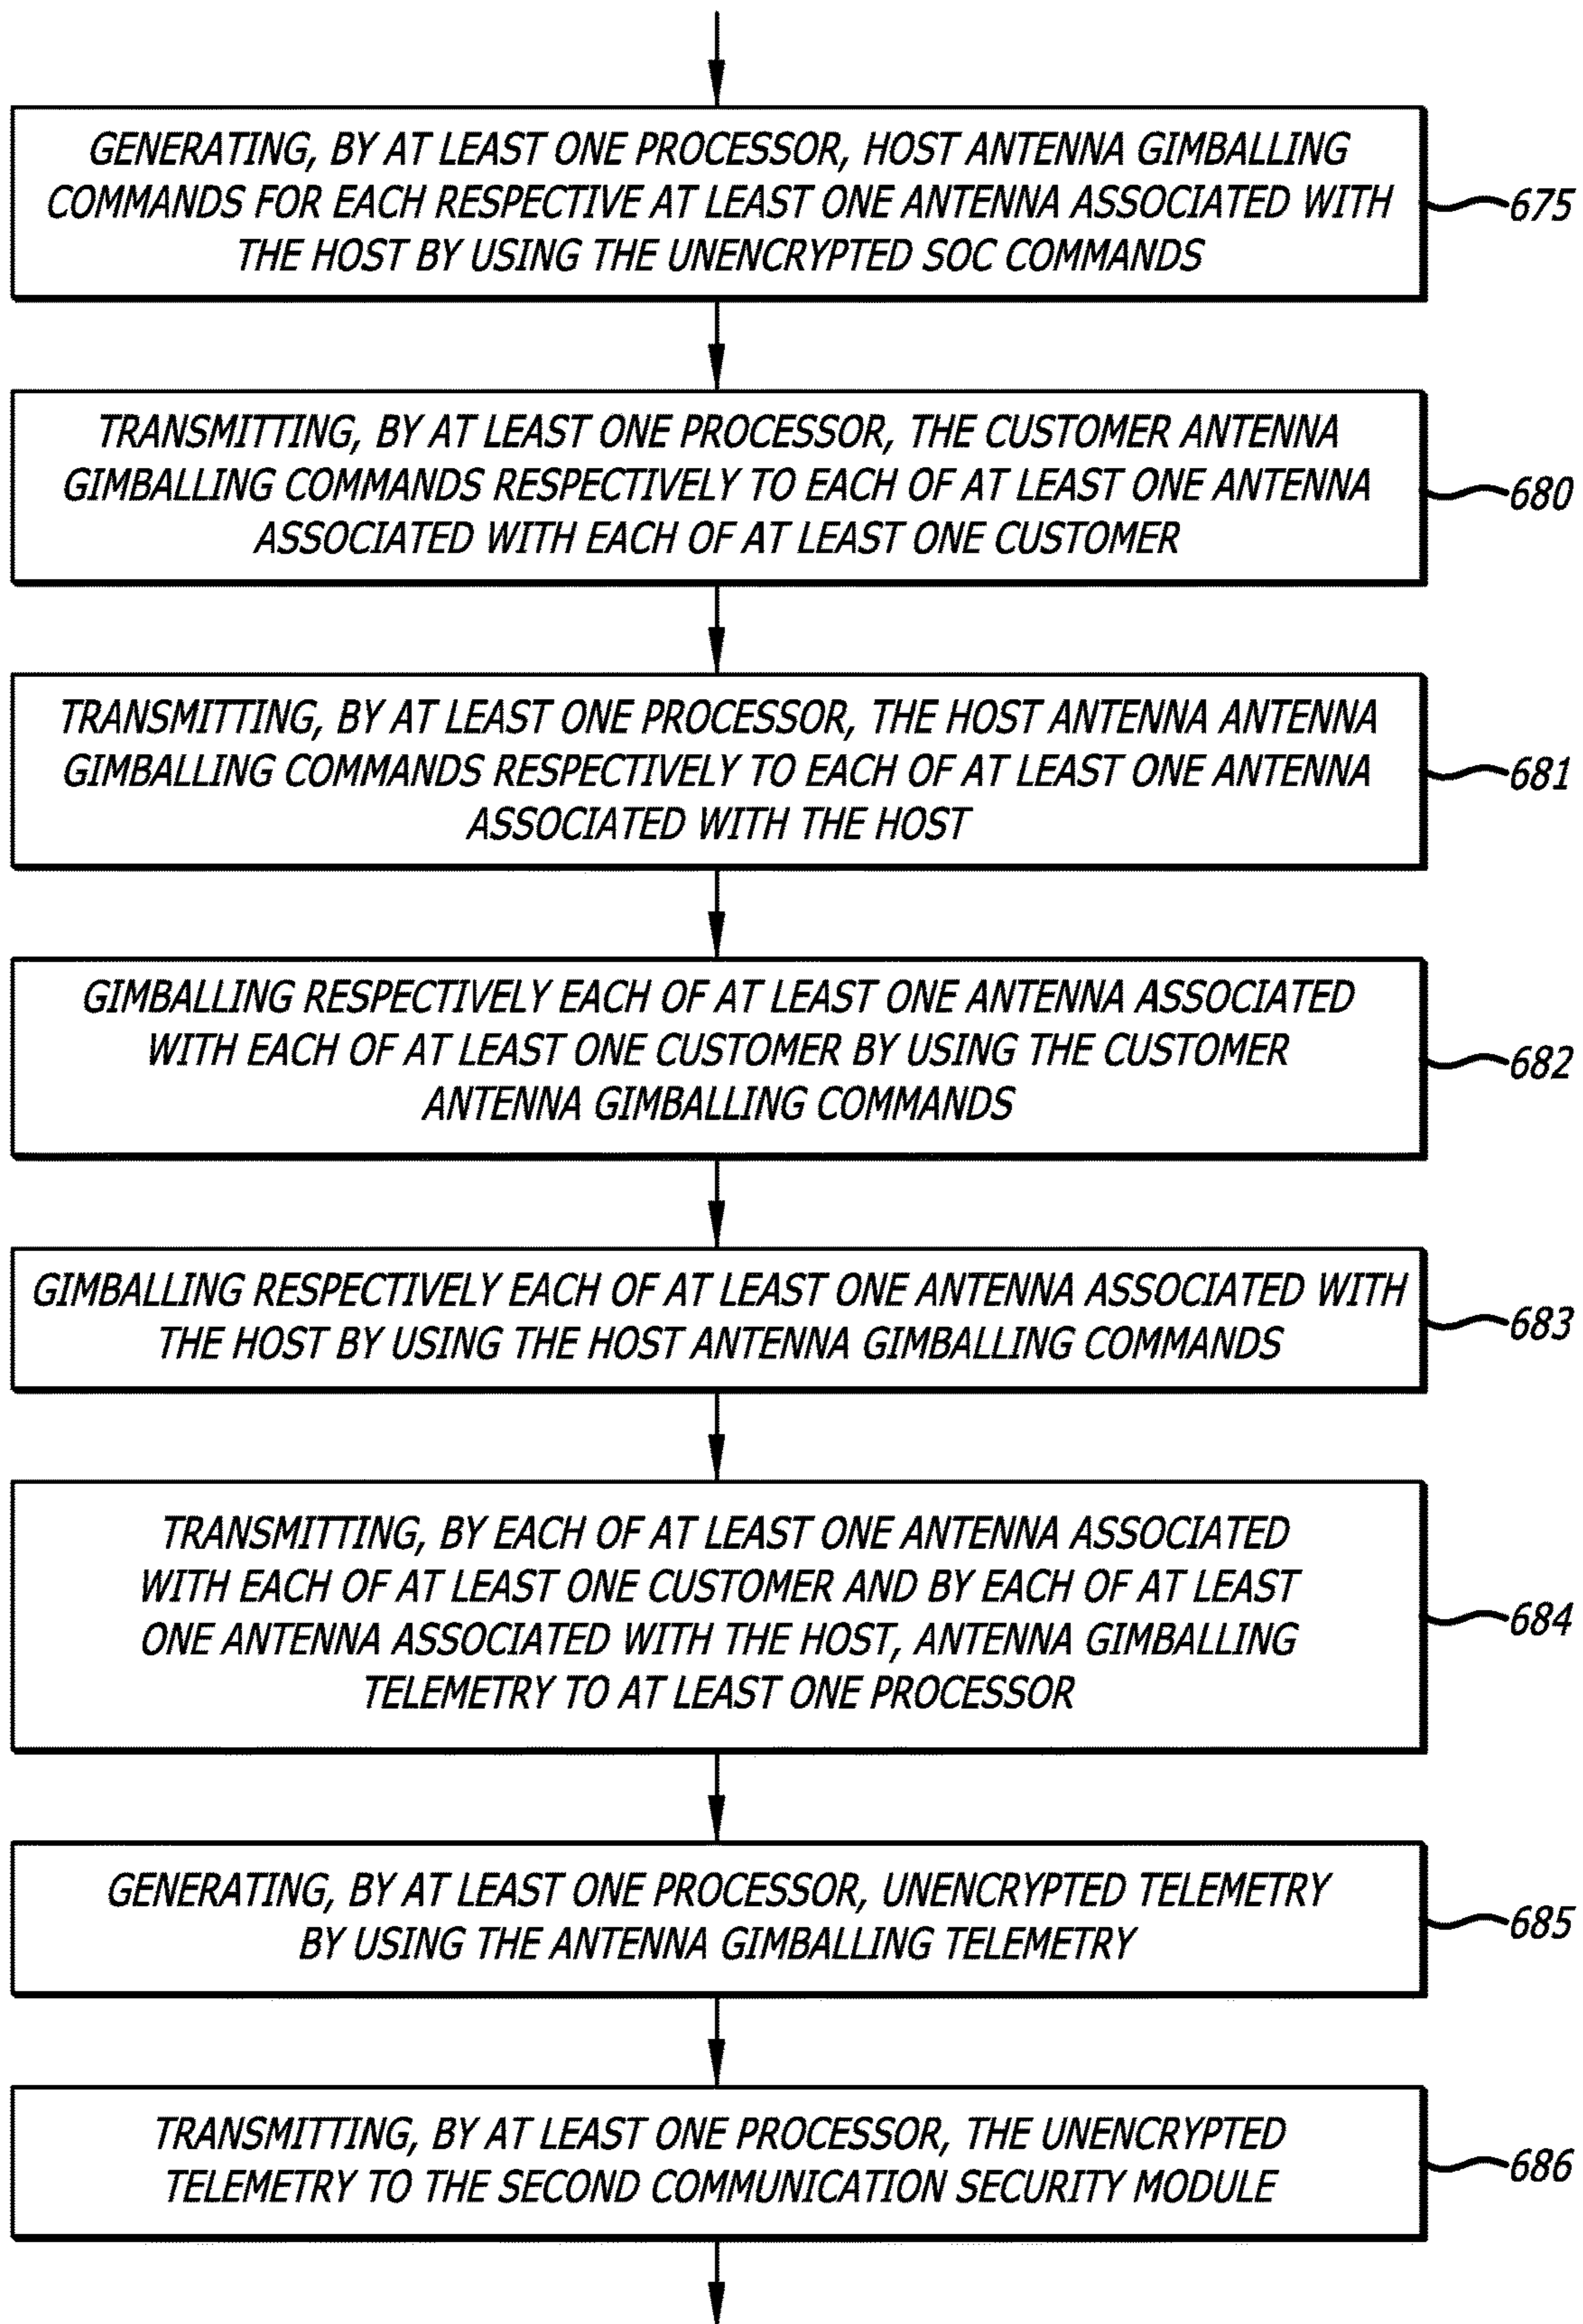 GENERATING, BY AT LEAST ONE PROCESSOR, HOST ANTENNA GIMBALLING
COMMANDS FOR EACH RESPECTIVE AT LEAST ONE ANTENNA ASSOCIATED WITH
THE HOST BY USING THE UNENCRYPTED SOC COMMANDS
675
TRANSMITTING, BY AT LEAST ONE PROCESSOR, THE CUSTOMER ANTENNA
GIMBALLING COMMANDS RESPECTIVELY TO EACH OF AT LEAST ONE ANTENNA
ASSOCIATED WITH EACH OF AT LEAST ONE CUSTOMER
680
TRANSMITTING, BY AT LEAST ONE PROCESSOR, THE HOST ANTENNA ANTENNA
GIMBALLING COMMANDS RESPECTIVELY TO EACH OF AT LEAST ONE ANTENNA
ASSOCIATED WITH THE HOST
681
GIMBALLING RESPECTIVELY EACH OF AT LEAST ONE ANTENNA ASSOCIATED
WITH EACH OF AT LEAST ONE CUSTOMER BY USING THE CUSTOMER
ANTENNA GIMBALLING COMMANDS
682
GIMBALLING RESPECTIVELY EACH OF AT LEAST ONE ANTENNA ASSOCIATED WITH
THE HOST BY USING THE HOST ANTENNA GIMBALLING COMMANDS
683
TRANSMITTING, BY EACH OF AT LEAST ONE ANTENNA ASSOCIATED
WITH EACH OF AT LEAST ONE CUSTOMER AND BY EACH OF AT LEAST
ONE ANTENNA ASSOCIATED WITH THE HOST, ANTENNA GIMBALLING
TELEMETRY TO AT LEAST ONE PROCESSOR
684
GENERATING, BY AT LEAST ONE PROCESSOR, UNENCRYPTED TELEMETRY
BY USING THE ANTENNA GIMBALLING TELEMETRY
685
TRANSMITTING, BY AT LEAST ONE PROCESSOR, THE UNENCRYPTED
TELEMETRY TO THE SECOND COMMUNICATION SECURITY MODULE
686